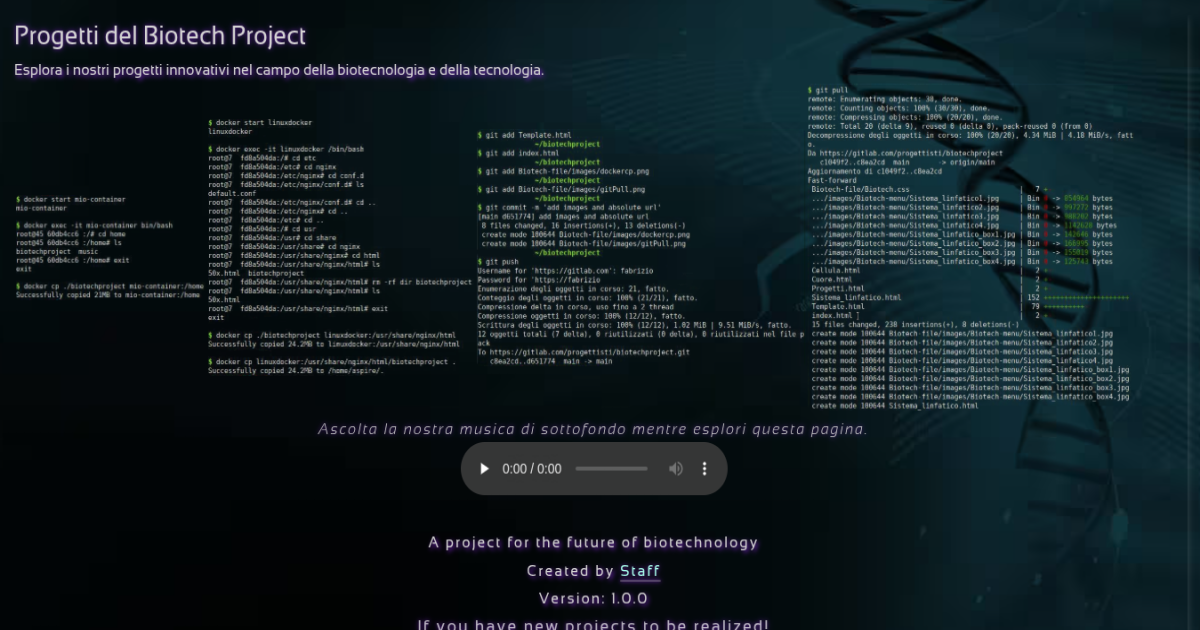 Progetti del Biotech Project
Esplora i nostri progetti innovativi nel campo della biotecnologia e della tecnologia.
$ docker start mio-container
mio-container
$ docker exec -it mio-container bin/bash
root@45 60db4cc6 :/# cd home
root@45 60db4cc6 :/home# ls
biotechproject  music
root@45 60db4cc6 :/home# exit
exit
$ docker cp ./biotechproject mio-container:/home
Successfully copied 21MB to mio-container:/home
$ docker start linuxdocker
linuxdocker
$ docker exec -it linuxdocker /bin/bash
root@7  fd8a504da:/# cd etc
root@7  fd8a504da:/etc# cd nginx
root@7  fd8a504da:/etc/nginx# cd conf.d
root@7  fd8a504da:/etc/nginx/conf.d# ls
default.conf
root@7  fd8a504da:/etc/nginx/conf.d# cd ..
root@7  fd8a504da:/etc/nginx# cd ..
root@7  fd8a504da:/etc# cd ..
root@7  fd8a504da:/# cd usr
root@7  fd8a504da:/usr# cd share
root@7  fd8a504da:/usr/share# cd nginx
root@7  fd8a504da:/usr/share/nginx# cd html
root@7  fd8a504da:/usr/share/nginx/html# ls
50x.html  biotechproject
root@7  fd8a504da:/usr/share/nginx/html# rm -rf dir biotechproject
root@7  fd8a504da:/usr/share/nginx/html# ls
50x.html
root@7  fd8a504da:/usr/share/nginx/html# exit
exit
$ docker cp ./biotechproject linuxdocker:/usr/share/nginx/html
Successfully copied 24.2MB to linuxdocker:/usr/share/nginx/html
$ docker cp linuxdocker:/usr/share/nginx/html/biotechproject .
Successfully copied 24.2MB to /home/aspire/.
$ git add Template.html
~/biotechproject
$ git add index.html
~/biotechproject
$ git add Biotech-file/images/dockercp.png
~/biotechproject
$ git add Biotech-file/images/gitPull.png
~/biotechproject
$ git commit -m 'add images and absolute url'
[main d651774] add images and absolute url
8 files changed, 16 insertions(+), 13 deletions(-)
create mode 100644 Biotech-file/images/dockercp.png
create mode 100644 Biotech-file/images/gitPull.png
~/biotechproject
$ git push
Username for 'https://gitlab.com': fabrizio
Password for 'https://fabrizio
Enumerazione degli oggetti in corso: 21, fatto.
Conteggio degli oggetti in corso: 100% (21/21), fatto.
Compressione delta in corso, uso fino a 2 thread
Compressione oggetti in corso: 100% (12/12), fatto.
Scrittura degli oggetti in corso: 100% (12/12), 1.02 MiB | 9.51 MiB/s, fatto.
12 oggetti totali (7 delta), 0 riutilizzati (0 delta), 0 riutilizzati nel file p
ack
To https://gitlab.com/progettisti/biotechproject.git
c8ea2cd..d651774  main -> main
$ git pull
remote: Enumerating objects: 30, done.
remote: Counting objects: 100% (30/30), done.
remote: Compressing objects: 100% (20/20), done.
remote: Total 20 (delta 9), reused 0 (delta 0), pack-reused 0 (from 0)
Decompressione degli oggetti in corso: 100% (20/20), 4.34 MiB | 4.18 MiB/s, fatt
o.
Da https://gitlab.com/progettisti/biotechproject
c1049f2..c8ea2cd  main       -> origin/main
Aggiornamento di c1049f2..c8ea2cd
Fast-forward
Biotech-file/Biotech.css | 7 +
.../images/Biotech-menu/Sistema_linfatico1.jpg | Bin 0 -> 854964 bytes
.../images/Biotech-menu/Sistema_linfatico2.jpg | Bin 0 -> 997272 bytes
.../images/Biotech-menu/Sistema_linfatico3.jpg | Bin 0 -> bytes
.../images/Biotech-menu/Sistema_linfatico4.jpg | Bin 0 -> bytes
.../images/Biotech-menu/Sistema_linfatico_box1.jpg | Bin 0 -> bytes
.../images/Biotech-menu/Sistema_linfatico_box2.jpg | Bin 0 -> bytes
.../images/Biotech-menu/Sistema_linfatico_box3.jpg | Bin 0 -> bytes
.../images/Biotech-menu/Sistema_linfatico_box4.jpg | Bin 0 -> bytes
Cellula.html | 2 +
Cuore.html | 2 +
Progetti.html | 2 +
Sistema_linfatico.html | 152 +++++++++++++++++++++
Template.html | 79 ++++++++++
index.html | 2 +
15 files changed, 238 insertions(+), 8 deletions(-)
create mode 100644 Biotech-file/images/Biotech-menu/Sistema_linfatico1.jpg
create mode 100644 Biotech-file/images/Biotech-menu/Sistema_linfatico2.jpg
create mode 100644 Biotech-file/images/Biotech-menu/Sistema_linfatico3.jpg
create mode 100644 Biotech-file/images/Biotech-menu/Sistema_linfatico4.jpg
create mode 100644 Biotech-file/images/Biotech-menu/Sistema_linfatico_box1.jpg
create mode 100644 Biotech-file/images/Biotech-menu/Sistema_linfatico_box2.jpg
create mode 100644 Biotech-file/images/Biotech-menu/Sistema_linfatico_box3.jpg
create mode 100644 Biotech-file/images/Biotech-menu/Sistema_linfatico_box4.jpg
create mode 100644 Sistema_linfatico.html
Ascolta la nostra musica di sottofondo mentre esplori questa pagina.
0:00 / 0:00
A project for the future of biotechnology
Created by Staff
Version: 1.0.0
If you have new projects to be realized!